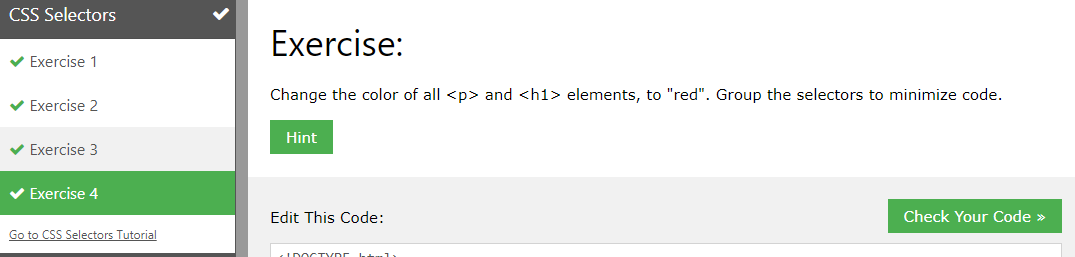 CSS Selectors
Exercise 1
Exercise 2
Exercise 3
Exercise 4
Go to CSS Selectors Tutorial
Exercise:
Change the color of all <p> and <h1> elements, to "red". Group the selectors to minimize code.
Hint
Edit This Code:
Check Your Code »
<!DOCTYPE html>